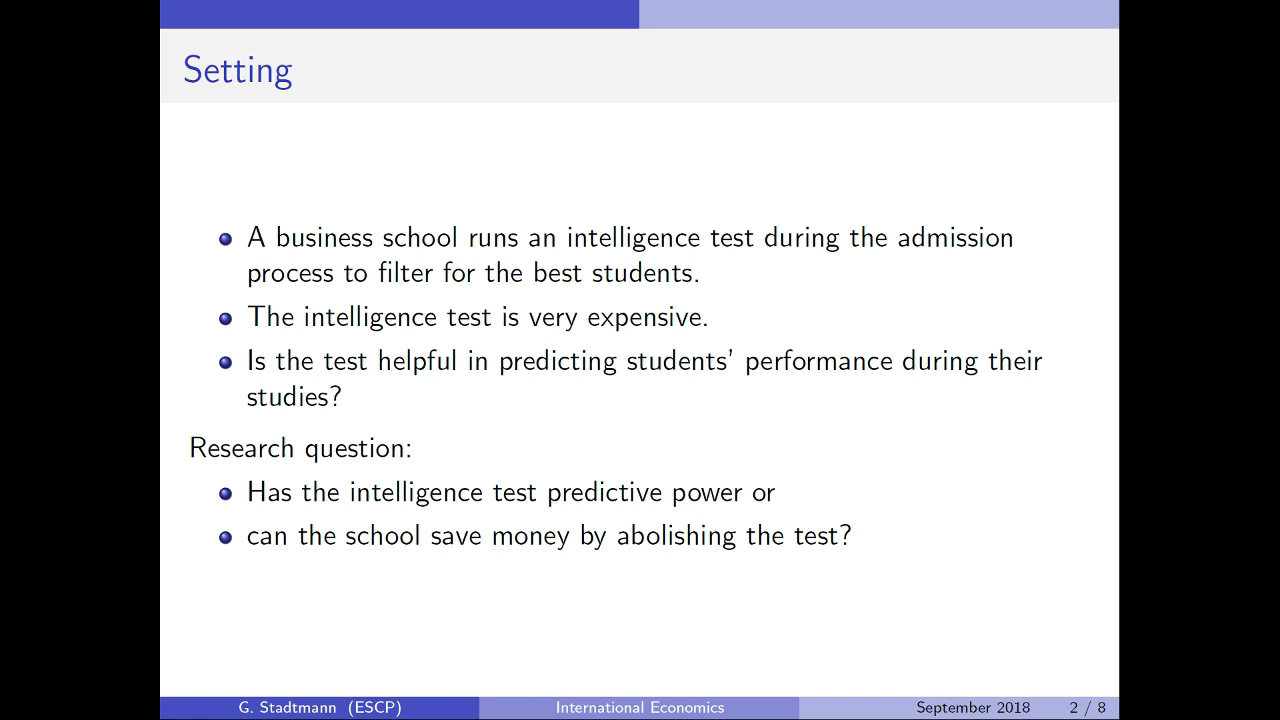 Setting
A business school runs an intelligence test during the admission
process to filter for the best students.
The intelligence test is very expensive.
Is the test helpful in predicting students' performance during their
studies?
Research question:
Has the intelligence test predictive power or
can the school save money by abolishing the test?
G. Stadtmann (ESCP) International Economics September 2018 2 / 8